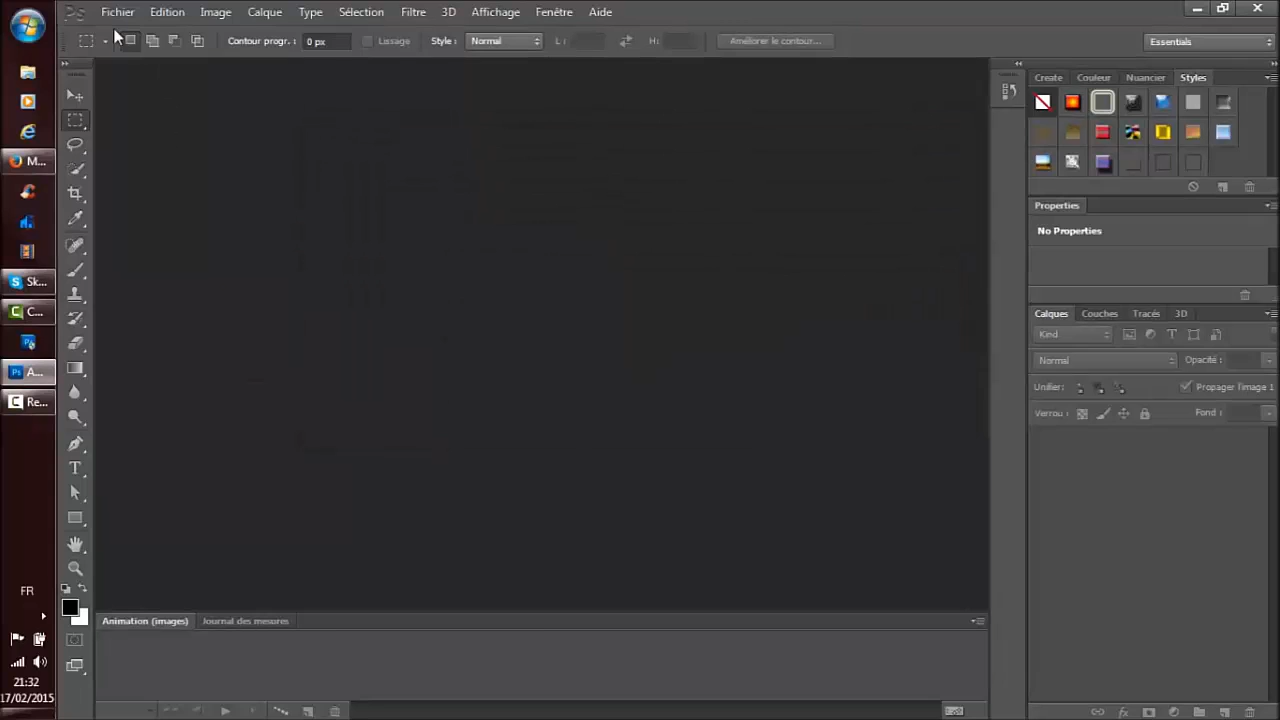 Ps Fichier Edition Image Calque Type Sélection Filtre 3D Affichage Fenêtre Aide
Contour progr. : 0 px Lissage Style : Normal L : H: Améliorer le contour... Essentials
Create Couleur Nuancier Styles
M...
Properties
No Properties
Sk...
C...
Calques Couches Tracés 3D
Kind
Normal Opacité :
Ps A...
Unifier: Propager l'image 1
Re...
Verrou : Fond :
FR
Animation (images) Journal des mesures
21:32
17/02/2015